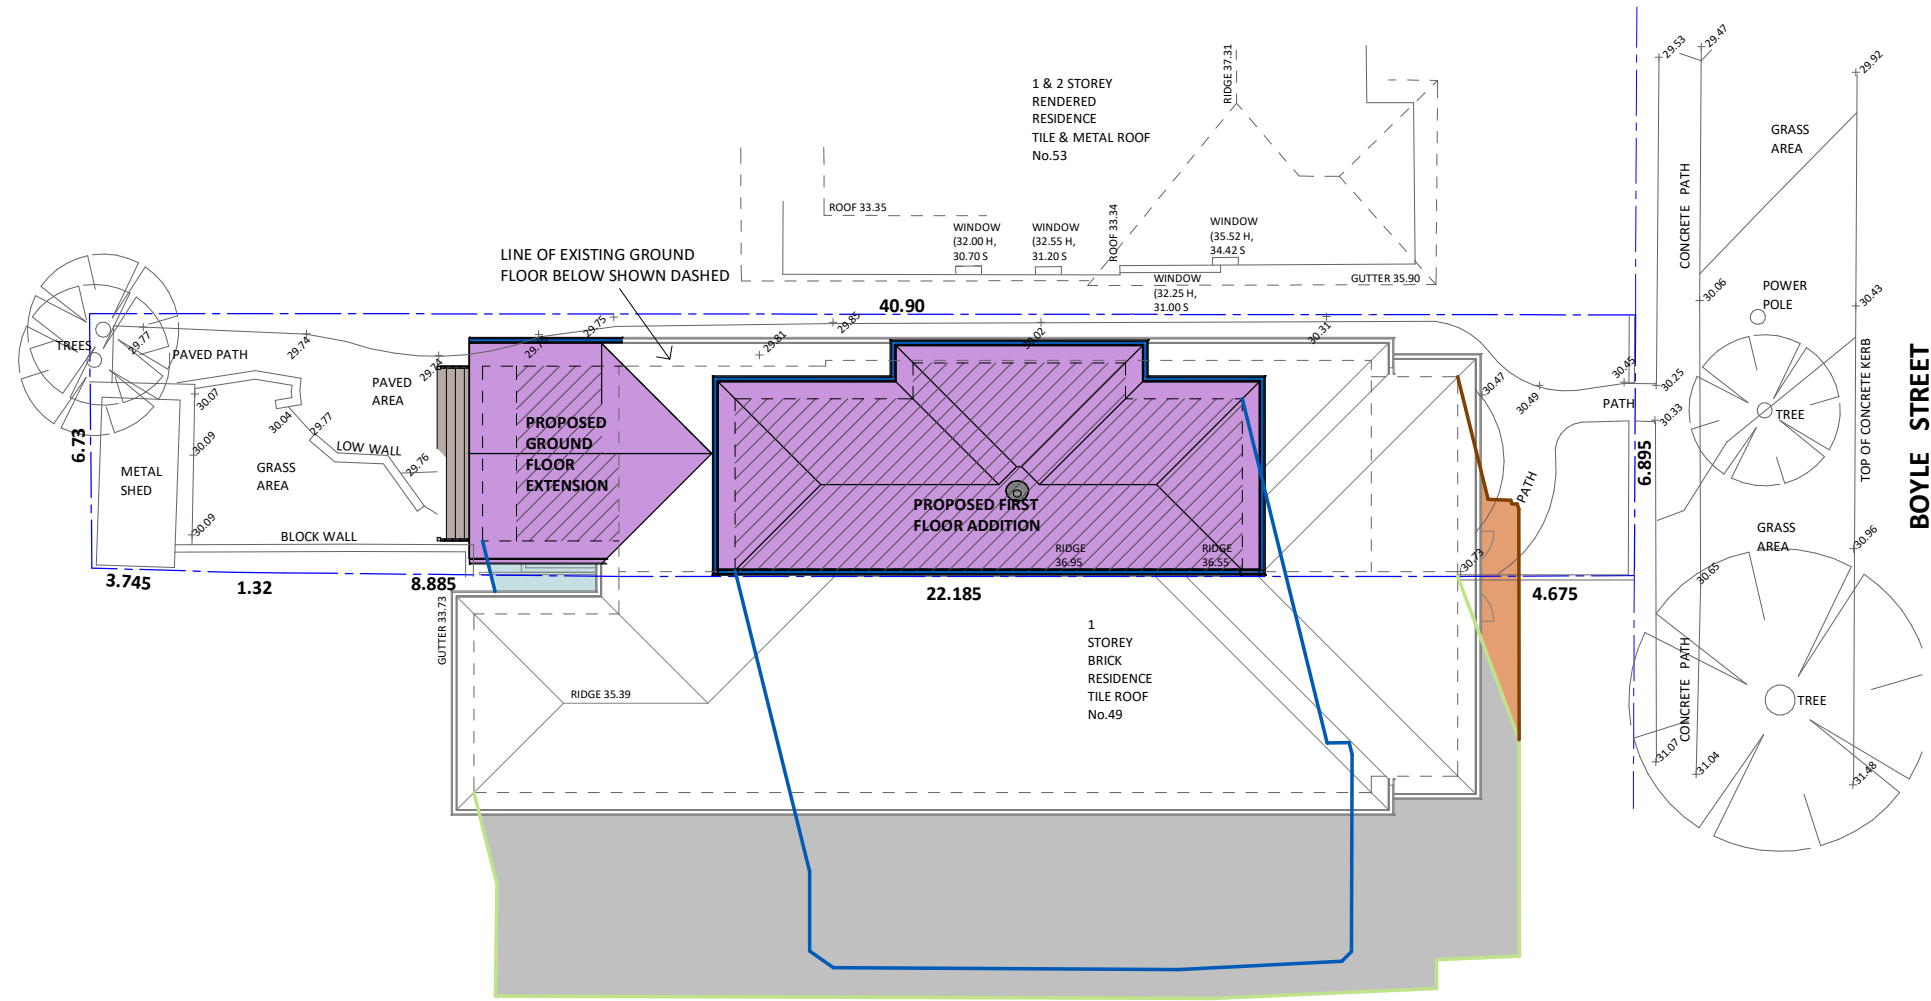 1 & 2 STOREY
RENDERED
RESIDENCE
TILE & METAL ROOF
No.53
RIDGE 37.31
29.53
29.47
29.92
GRASS
AREA
CONCRETE PATH
ROOF 33.35
WINDOW
(32.00 H,
30.70 S
WINDOW
(32.55 H,
31.20 S
ROOF 33.34
WINDOW
(35.52 H,
34.42 S
WINDOW
(32.25 H,
31.00 S
GUTTER 35.90
LINE OF EXISTING GROUND
FLOOR BELOW SHOWN DASHED
40.90
POWER
POLE
30.06
30.43
TREES
29.77
PAVED PATH
29.74
29.74
29.75
29.81
29.85
30.02
30.31
30.45
30.25
30.47
30.49
30.33
PATH
TREE
TOP OF CONCRETE KERB
BOYLE STREET
6.73
PAVED
AREA
30.07
30.04
29.77
LOW WALL
29.76
30.09
METAL
SHED
GRASS
AREA
30.09
BLOCK WALL
PROPOSED
GROUND
FLOOR
EXTENSION
PROPOSED FIRST
FLOOR ADDITION
RIDGE
36.95
RIDGE
36.55
PATH
6.895
30.73
GRASS
AREA
30.96
30.65
3.745
1.32
8.885
22.185
4.675
GUTTER 33.73
RIDGE 35.39
1
STOREY
BRICK
RESIDENCE
TILE ROOF
No.49
CONCRETE PATH
TREE
31.07
31.04
31.48